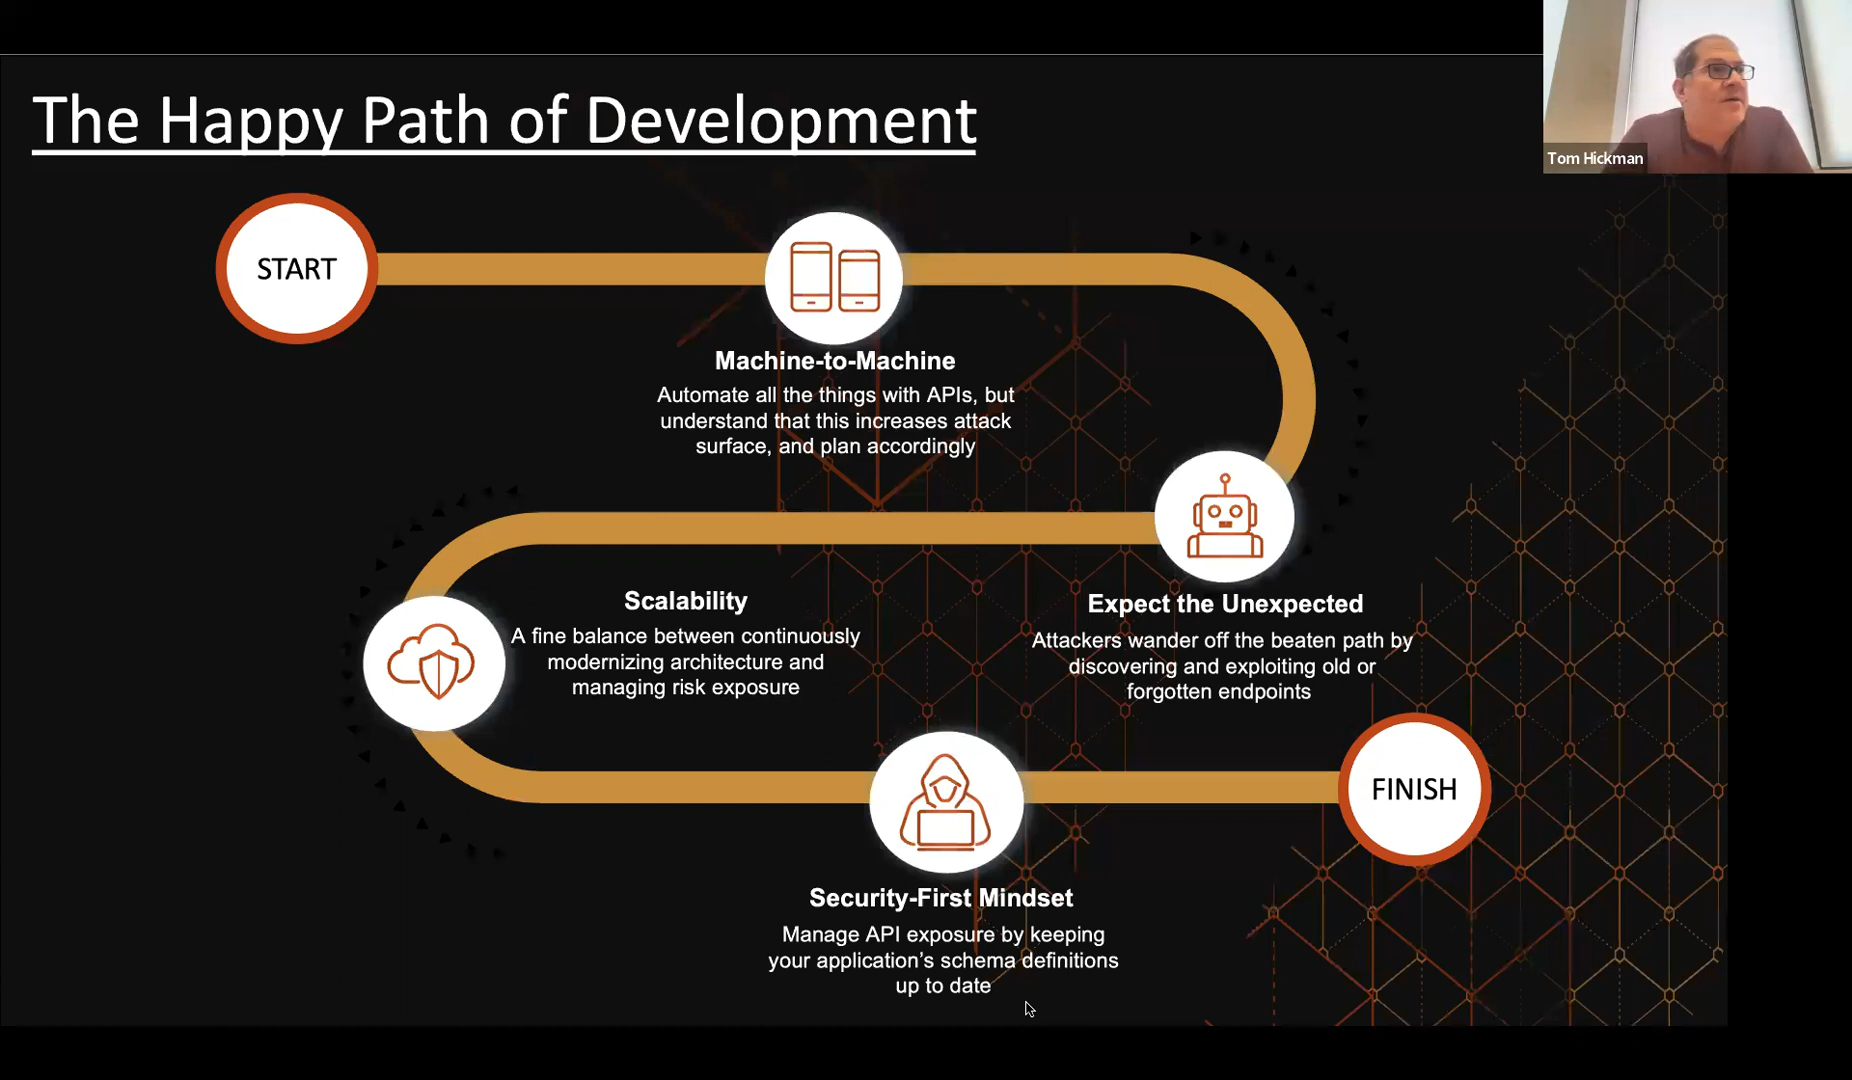 The Happy Path of Development
Tom Hickman
START
Machine-to-Machine
Automate all the things with APIs, but
understand that this increases attack
surface, and plan accordingly
Expect the Unexpected
Attackers wander off the beaten path by
discovering and exploiting old or
forgotten endpoints
Scalability
A fine balance between continuously
modernizing architecture and
managing risk exposure
Security-First Mindset
Manage API exposure by keeping
your application’s schema definitions
up to date
FINISH